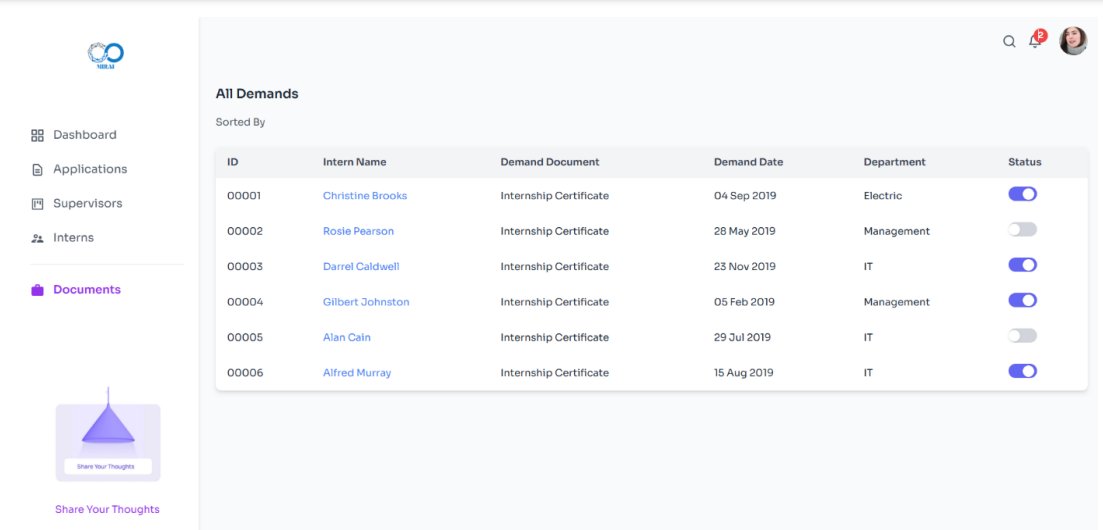 MIRAI
2
Dashboard
Applications
Supervisors
Interns
Documents
Share Your Thoughts
Share Your Thoughts
All Demands
Sorted By
ID Intern Name Demand Document Demand Date Department Status
00001 Christine Brooks Internship Certificate 04 Sep 2019 Electric
00002 Rosie Pearson Internship Certificate 28 May 2019 Management
00003 Darrel Caldwell Internship Certificate 23 Nov 2019 IT
00004 Gilbert Johnston Internship Certificate 05 Feb 2019 Management
00005 Alan Cain Internship Certificate 29 Jul 2019 IT
00006 Alfred Murray Internship Certificate 15 Aug 2019 IT